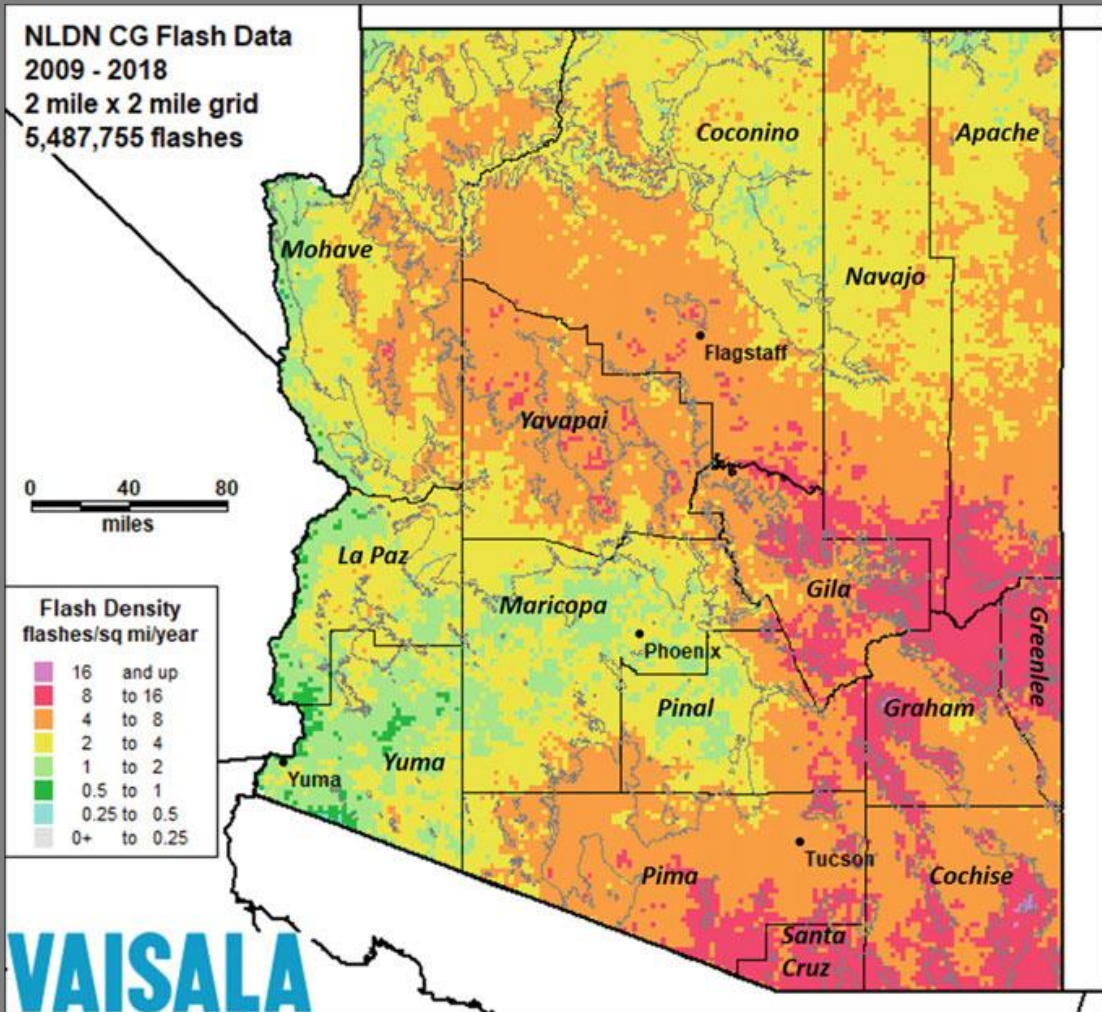 NLDN CG Flash Data
2009 - 2018
2 mile x 2 mile grid
5,487,755 flashes
Coconino
Apache
Mohave
Navajo
Flagstaff
Yavapai
0 40 80
miles
La Paz
Maricopa
Gila
Greenlee
Phoenix
Pinal
Graham
Yuma
Yuma
Flash Density
flashes/sq mi/year
16 and up
8 to 16
4 to 8
2 to 4
1 to 2
0.5 to 1
0.25 to 0.5
0+ to 0.25
Tucson
Pima
Cochise
Santa
Cruz
VAISALA